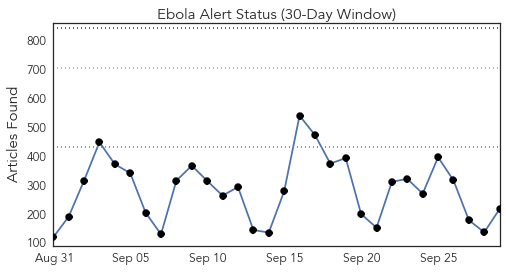 Ebola Alert Status (30-Day Window)
Articles Found
800
700
600
500
400
300
200
100
Aug 31 Sep 05 Sep 10 Sep 15 Sep 20 Sep 25